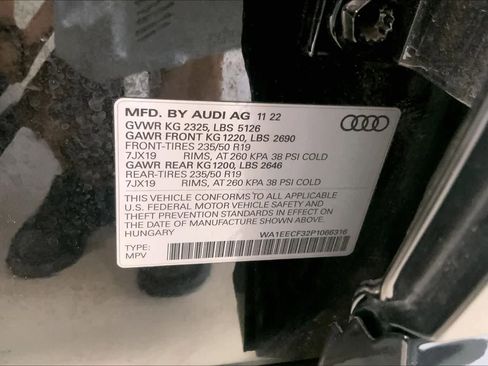 MFD. BY AUDI AG 11 22
GVWR KG 2325, LBS 5126
GAWR FRONT KG 1220, LBS 2690
FRONT-TIRES 235/50 R19
7JX19 RIMS, AT 260 KPA 38 PSI COLD
GAWR REAR KG1200, LBS 2646
REAR-TIRES 235/50 R19
7JX19 RIMS, AT 260 KPA 38 PSI COLD
THIS VEHICLE CONFORMS TO ALL APPLICABLE
U.S. FEDERAL MOTOR VEHICLE SAFETY AND
THEFT PREVENTION STANDARDS IN EFFECT ON
THE DATE OF MANUFACTURE SHOWN ABOVE.
HUNGARY
WA1EECF32P1066316
TYPE:
MPV